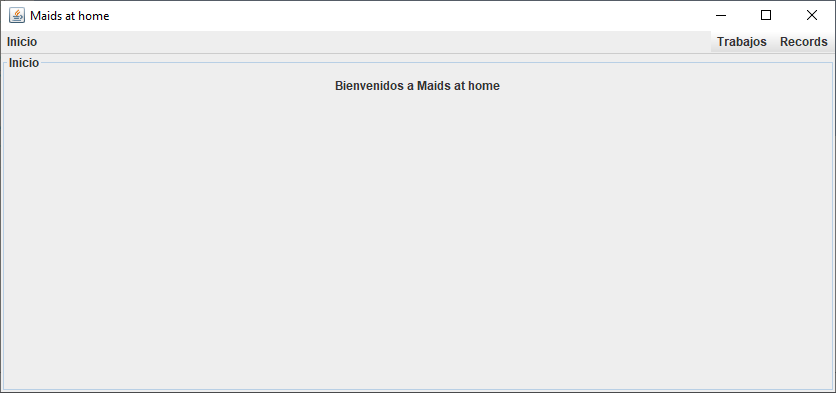 Maids at home
Inicio Trabajos Records
Inicio
Bienvenidos a Maids at home